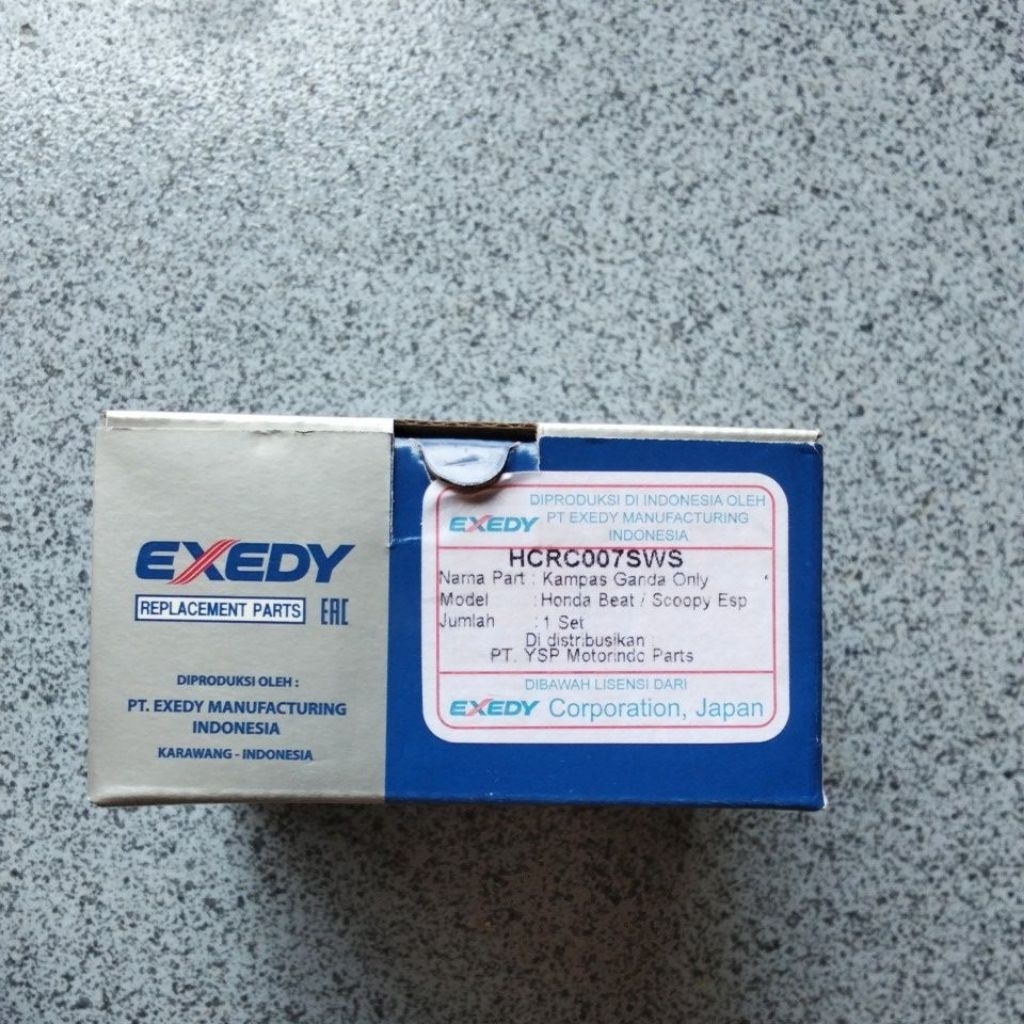 EXEDY
REPLACEMENT PARTS EAC
DIPRODUKSI OLEH :
PT. EXEDY MANUFACTURING
INDONESIA
KARAWANG - INDONESIA
DIPRODUKSI DI INDONESIA OLEH
EXEDY PT EXEDY MANUFACTURING
INDONESIA
HCRC007SWS
Nama Part : Kampas Ganda Only
Model : Honda Beat / Scoopy Esp
Jumlah : 1 Set
Di distribusikan :
PT. YSP Motorindo Parts
DIBAWAH LISENSI DARI
EXEDY Corporation, Japan